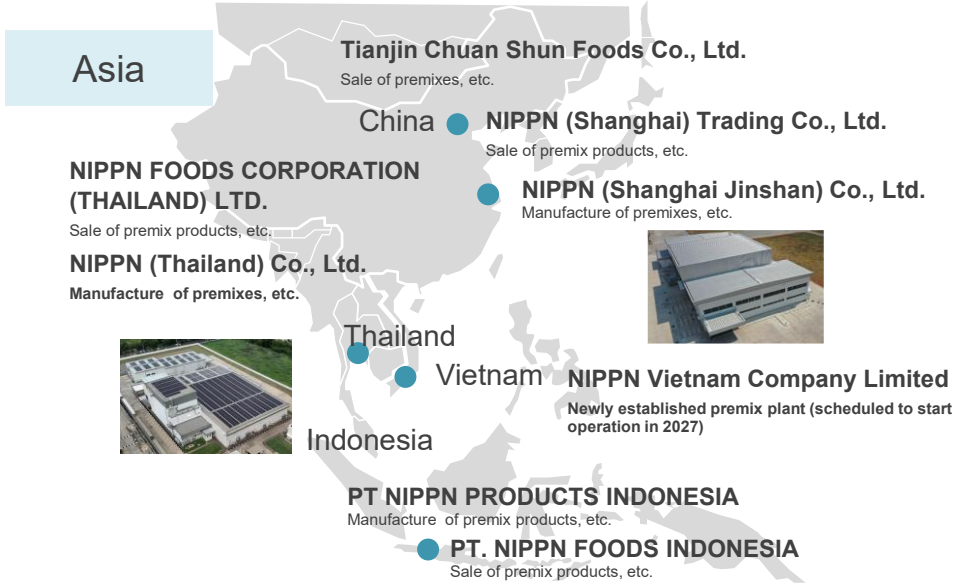 Asia
Tianjin Chuan Shun Foods Co., Ltd.
Sale of premixes, etc.
China
NIPPN (Shanghai) Trading Co., Ltd.
Sale of premix products, etc.
NIPPN FOODS CORPORATION
(THAILAND) LTD.
Sale of premix products, etc.
NIPPN (Shanghai Jinshan) Co., Ltd.
Manufacture of premixes, etc.
NIPPN (Thailand) Co., Ltd.
Manufacture of premixes, etc.
Thailand
Vietnam
NIPPN Vietnam Company Limited
Newly established premix plant (scheduled to start
operation in 2027)
Indonesia
PT NIPPN PRODUCTS INDONESIA
Manufacture of premix products, etc.
PT. NIPPN FOODS INDONESIA
Sale of premix products, etc.